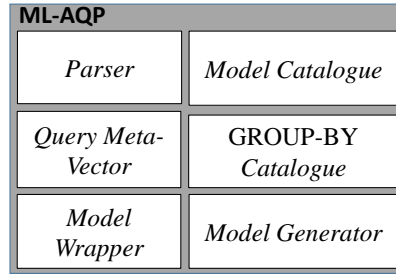 ML-AQP
Parser
Model Catalogue
Query Meta-
Vector
GROUP-BY
Catalogue
Model
Wrapper
Model Generator